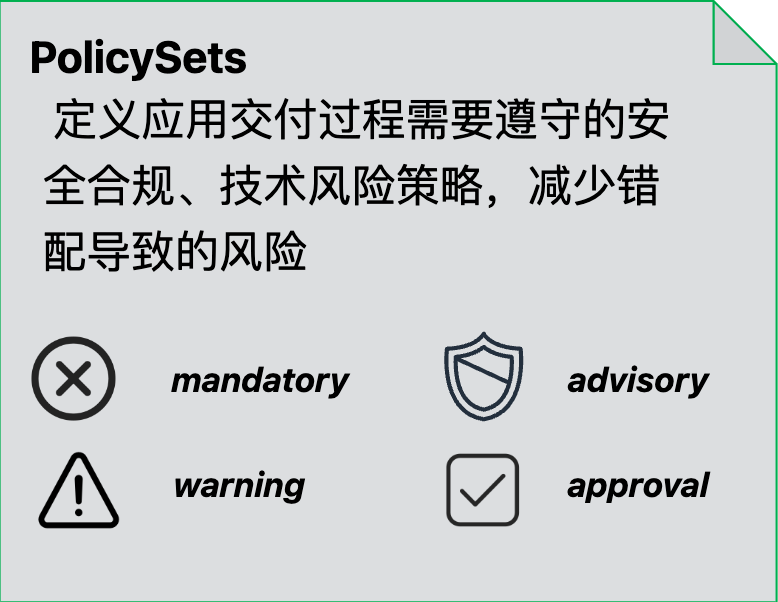 PolicySets
定义应用交付过程需要遵守的安
全合规、技术风险策略，减少错
配导致的风险
mandatory
advisory
warning
approval